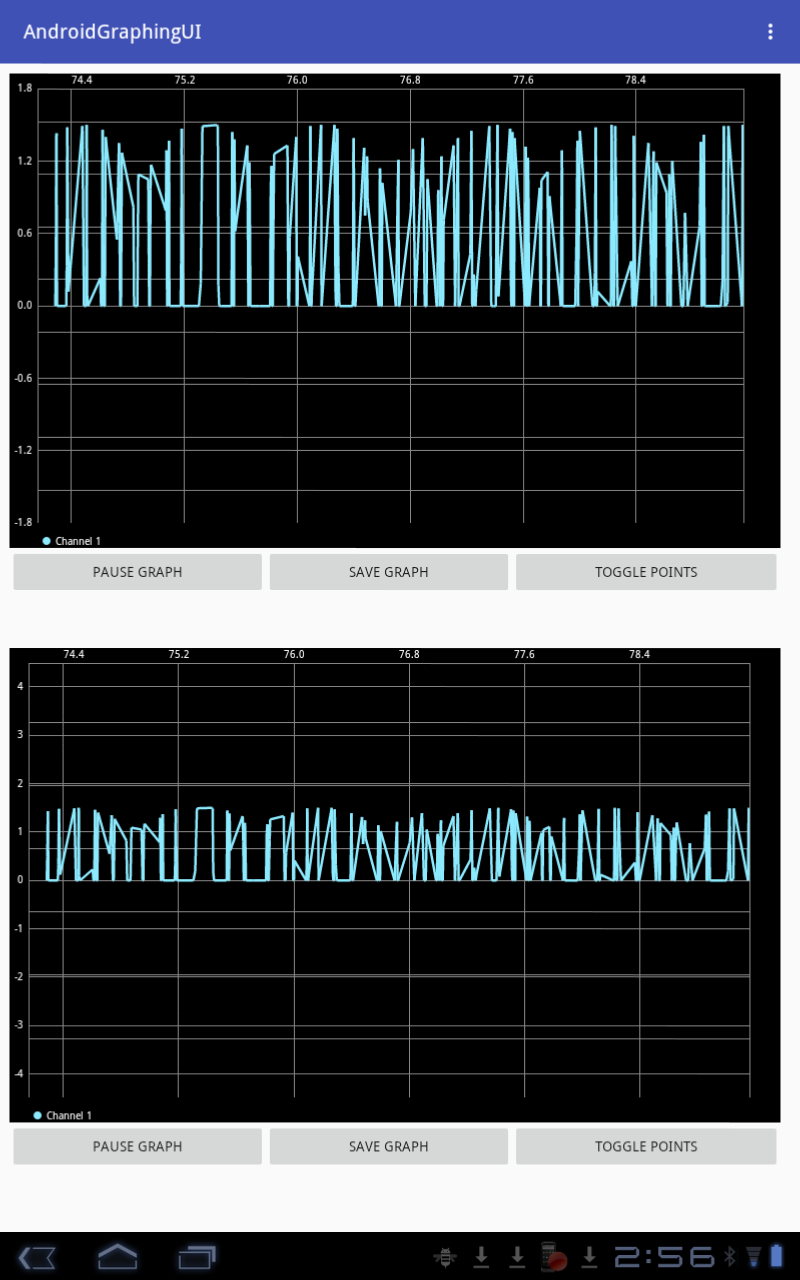 AndroidGraphingUI
74.4 75.2 76.0 76.8 77.6 78.4
1.8
1.2
0.6
0.0
-0.6
-1.2
-1.8
Channel 1
PAUSE GRAPH SAVE GRAPH TOGGLE POINTS
74.4 75.2 76.0 76.8 77.6 78.4
4
3
2
1
0
-1
-2
-3
-4
Channel 1
PAUSE GRAPH SAVE GRAPH TOGGLE POINTS
2:56